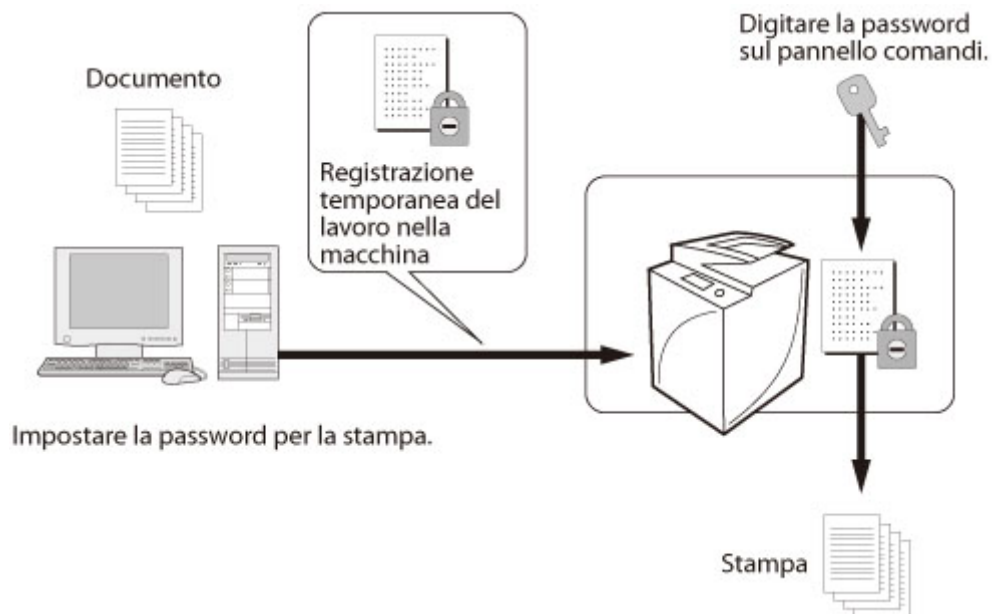 Documento
Registrazione
temporanea del
lavoro nella
macchina
Digitare la password
sul pannello comandi.
Impostare la password per la stampa.
Stampa